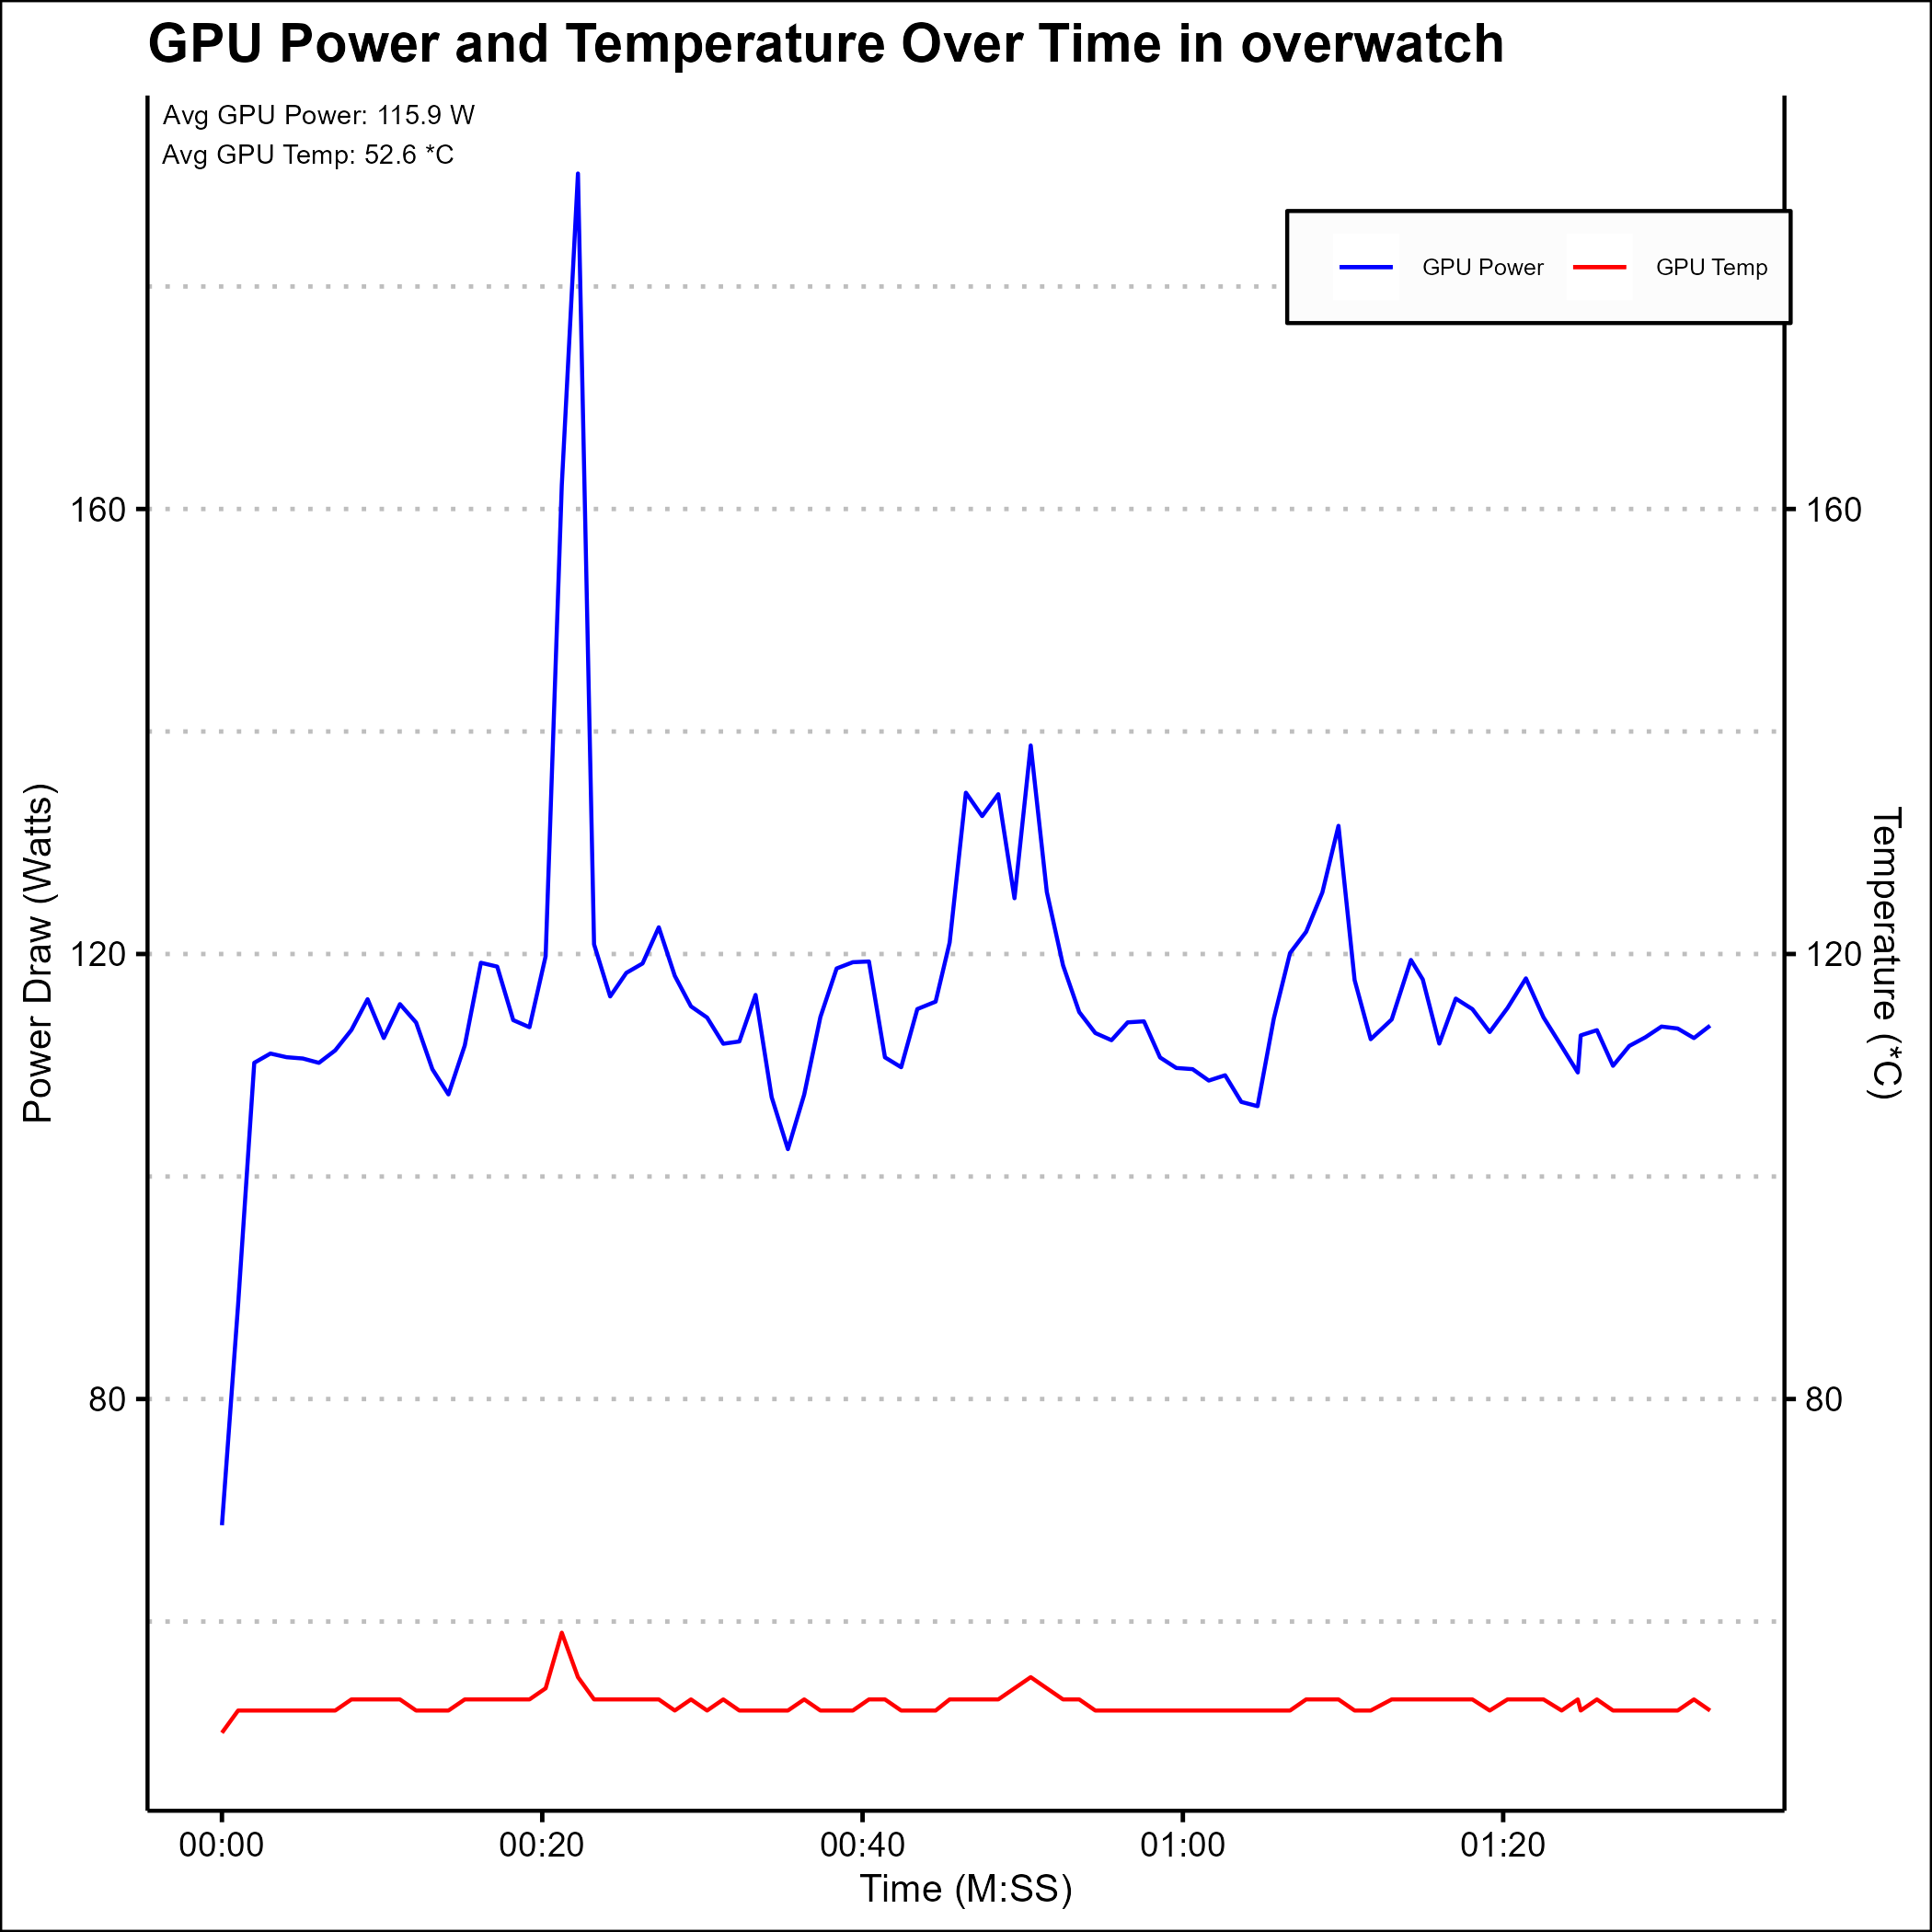 GPU Power and Temperature Over Time in overwatch
Avg GPU Power: 115.9 W
Avg GPU Temp: 52.6 *C
GPU Power
GPU Temp
Power Draw (Watts)
160
120
80
160
120
80
Temperature (*C)
00:00
00:20
00:40
01:00
01:20
Time (M:SS)